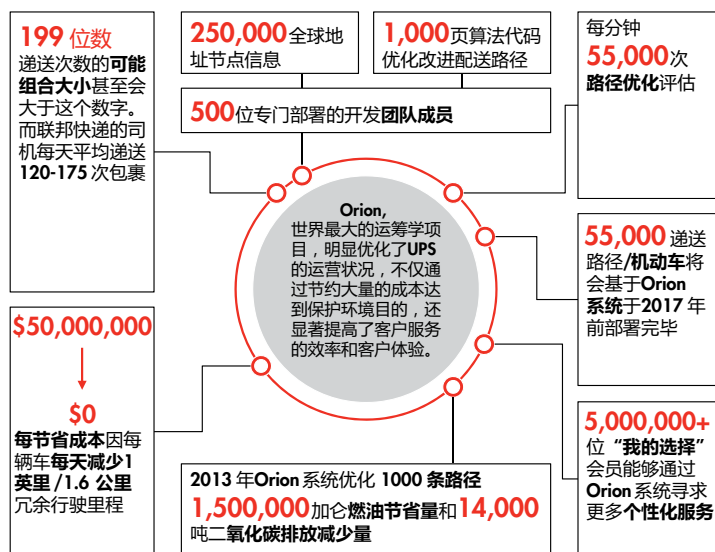 199 位数
递送次数的可能
组合大小甚至会
大于这个数字。
而联邦快递的司
机每天平均递送
120-175 次包裹
250,000 全球地
址节点信息
1,000 页算法代码
优化改进配送路径
500位专门部署的开发团队成员
每分钟
55,000 次
路径优化评估
Orion,
世界最大的运筹学项
目，明显优化了UPS
的运营状况，不仅通
过节约大量的成本达
到保护环境目的，还
显著提高了客户服务
的效率和客户体验。
55,000 递送
路径/机动车将
会基于Orion
系统于2017 年
前部署完毕
$50,000,000
$0
每节省成本因每
辆车每天减少1
英里 /1.6 公里
冗余行驶里程
2013 年Orion 系统优化 1000 条路径
1,500,000 加仑燃油节省量和 14,000
吨二氧化碳排放减少量
5,000,000+
位 “我的选择”
会员能够通过
Orion 系统寻求
更多个性化服务